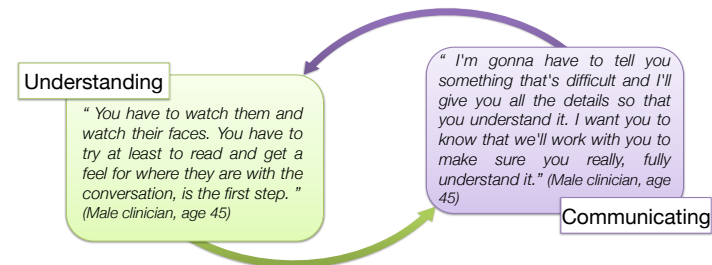 Understanding
“ You have to watch them and
watch their faces. You have to
try at least to read and get a
feel for where they are with the
conversation, is the first step. ”
(Male clinician, age 45)
“ I'm gonna have to tell you
something that's difficult and I'll
give you all the details so that
you understand it. I want you to
know that we'll work with you to
make sure you really, fully
understand it.” (Male clinician, age
45)
Communicating